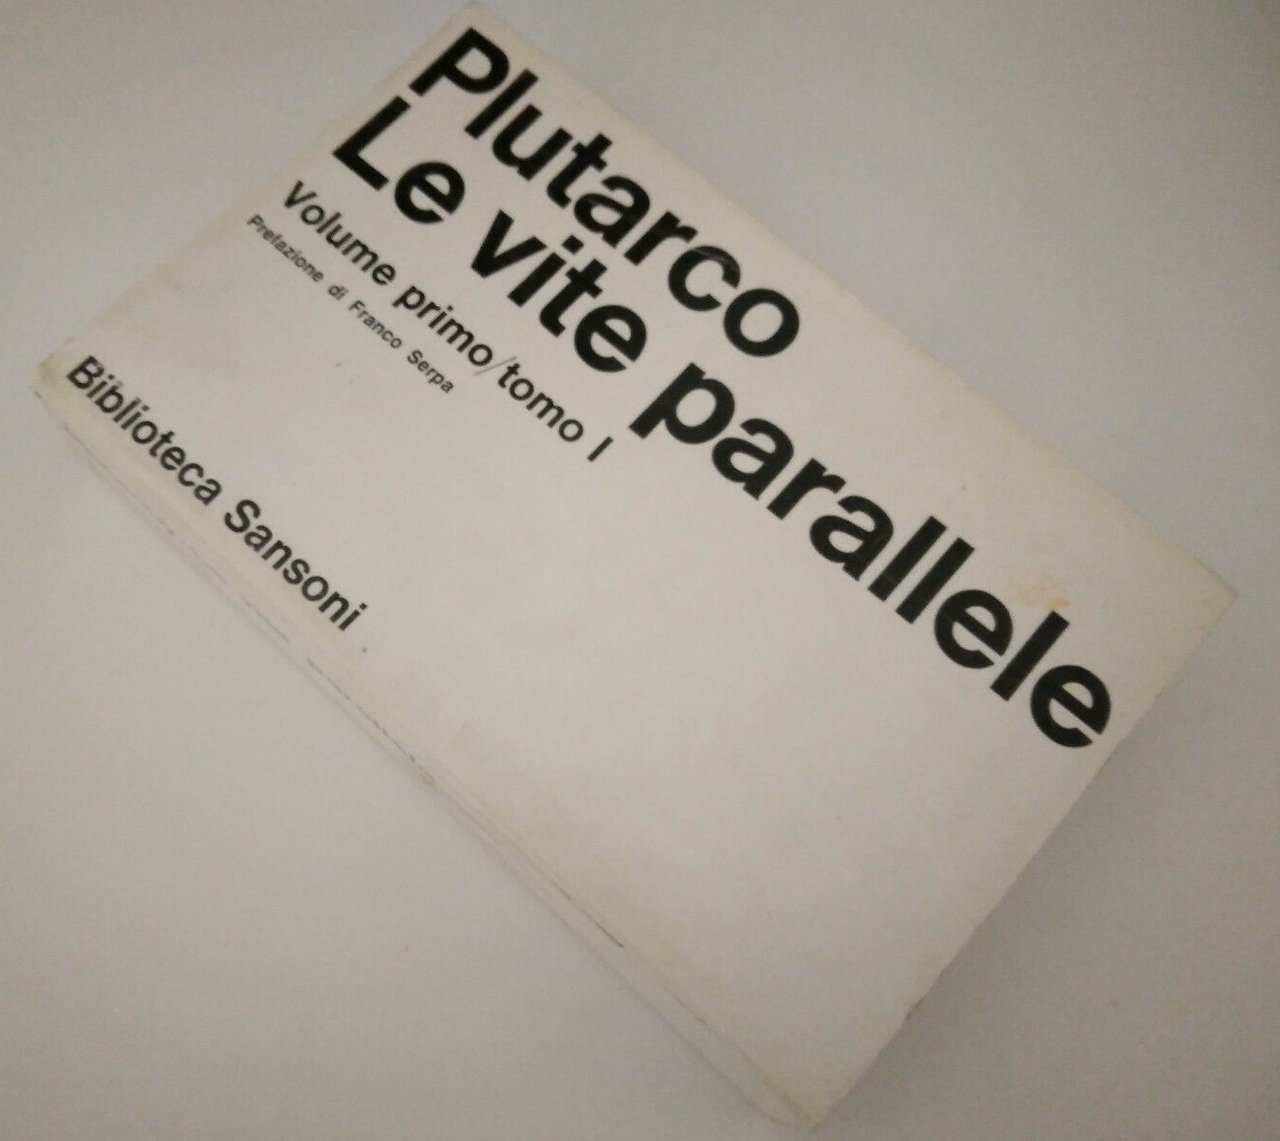 Plutarco
Le vite parallele
Volume primo/tomo I
Prefazione di Franco Serpa
Biblioteca Sansoni